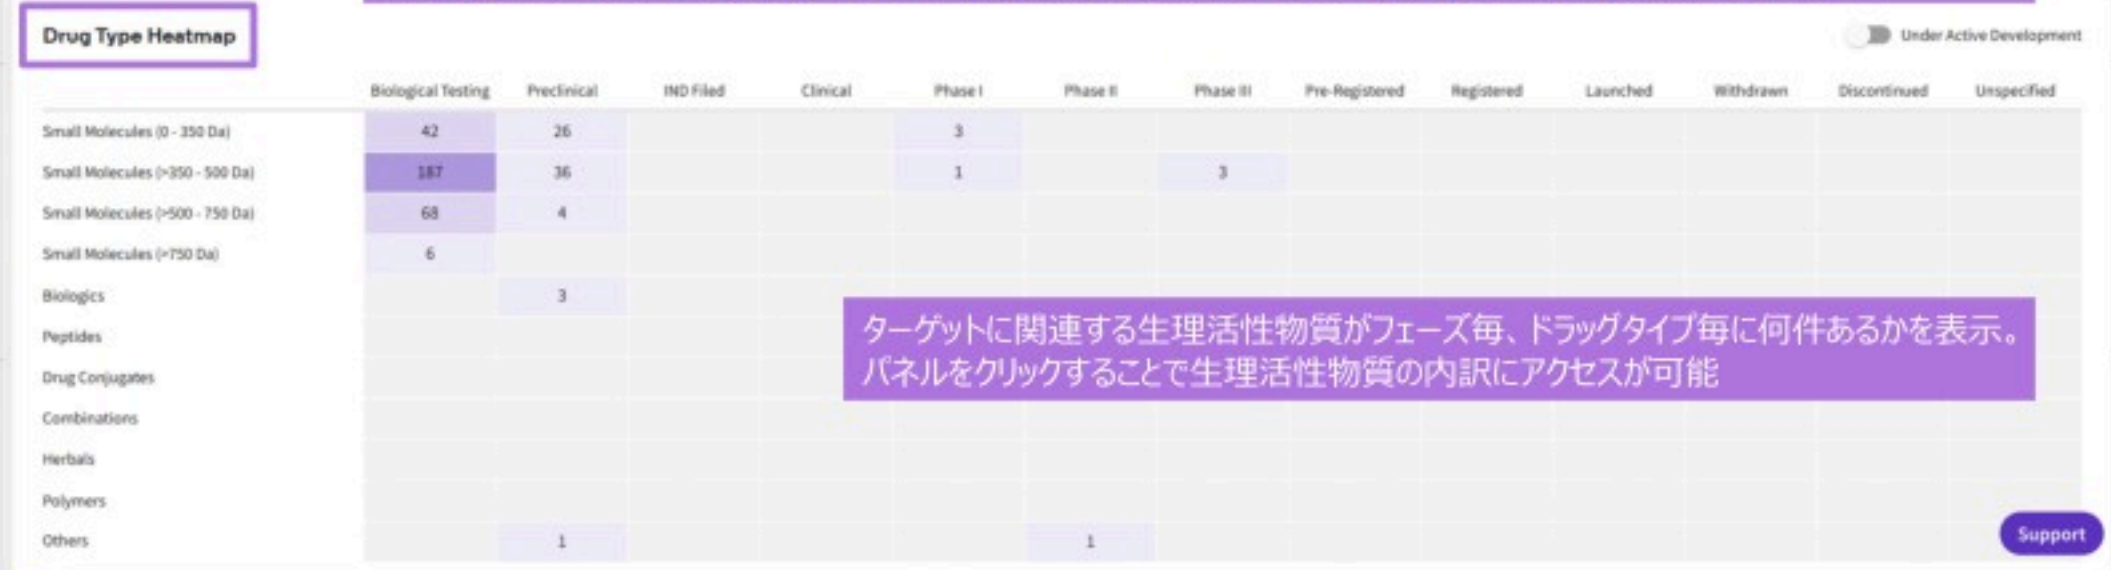 Drug Type Heatmap
Under Active Development
Biological Testing Preclinical IND Filed Clinical Phase I Phase II Phase III Pre-Registered Registered Launched Withdrawn Discontinued Unspecified
Small Molecules (0 - 350 Da) 42 26 3
Small Molecules (>350 - 500 Da) 187 36 1 3
Small Molecules (>500 - 750 Da) 68 4
Small Molecules (>750 Da) 6
Biologics 3
ターゲットに関連する生理活性物質がフェーズ毎、ドラッグタイプ毎に何件あるかを表示。
パネルをクリックすることで生理活性物質の内訳にアクセスが可能
Peptides
Drug Conjugates
Combinations
Herbals
Polymers
Others 1 1
Support